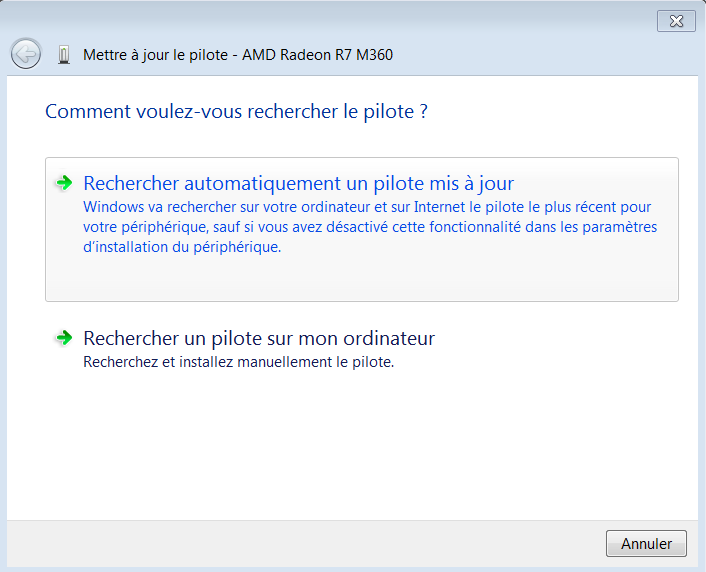 Mettre à jour le pilote - AMD Radeon R7 M360
Comment voulez-vous rechercher le pilote ?
Rechercher automatiquement un pilote mis à jour
Windows va rechercher sur votre ordinateur et sur Internet le pilote le plus récent pour
votre périphérique, sauf si vous avez désactivé cette fonctionnalité dans les paramètres
d’installation du périphérique.
Rechercher un pilote sur mon ordinateur
Recherchez et installez manuellement le pilote.
Annuler